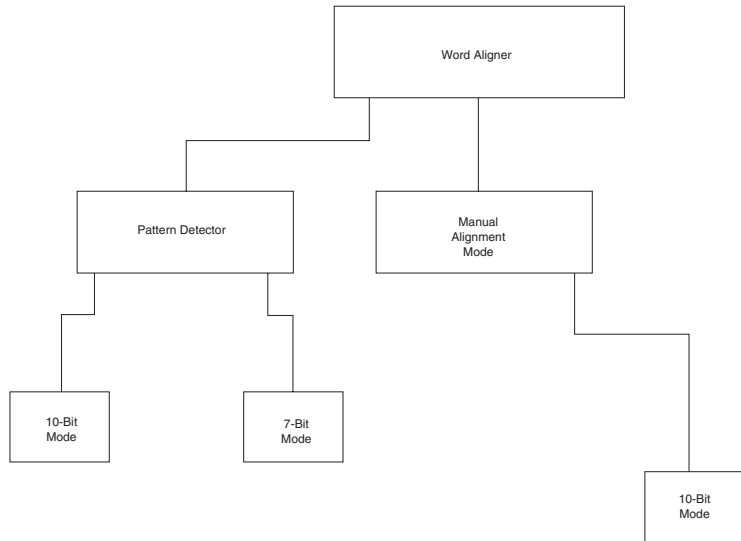 Word Aligner
Pattern Detector
Manual
Alignment
Mode
10-Bit
Mode
7-Bit
Mode
10-Bit
Mode